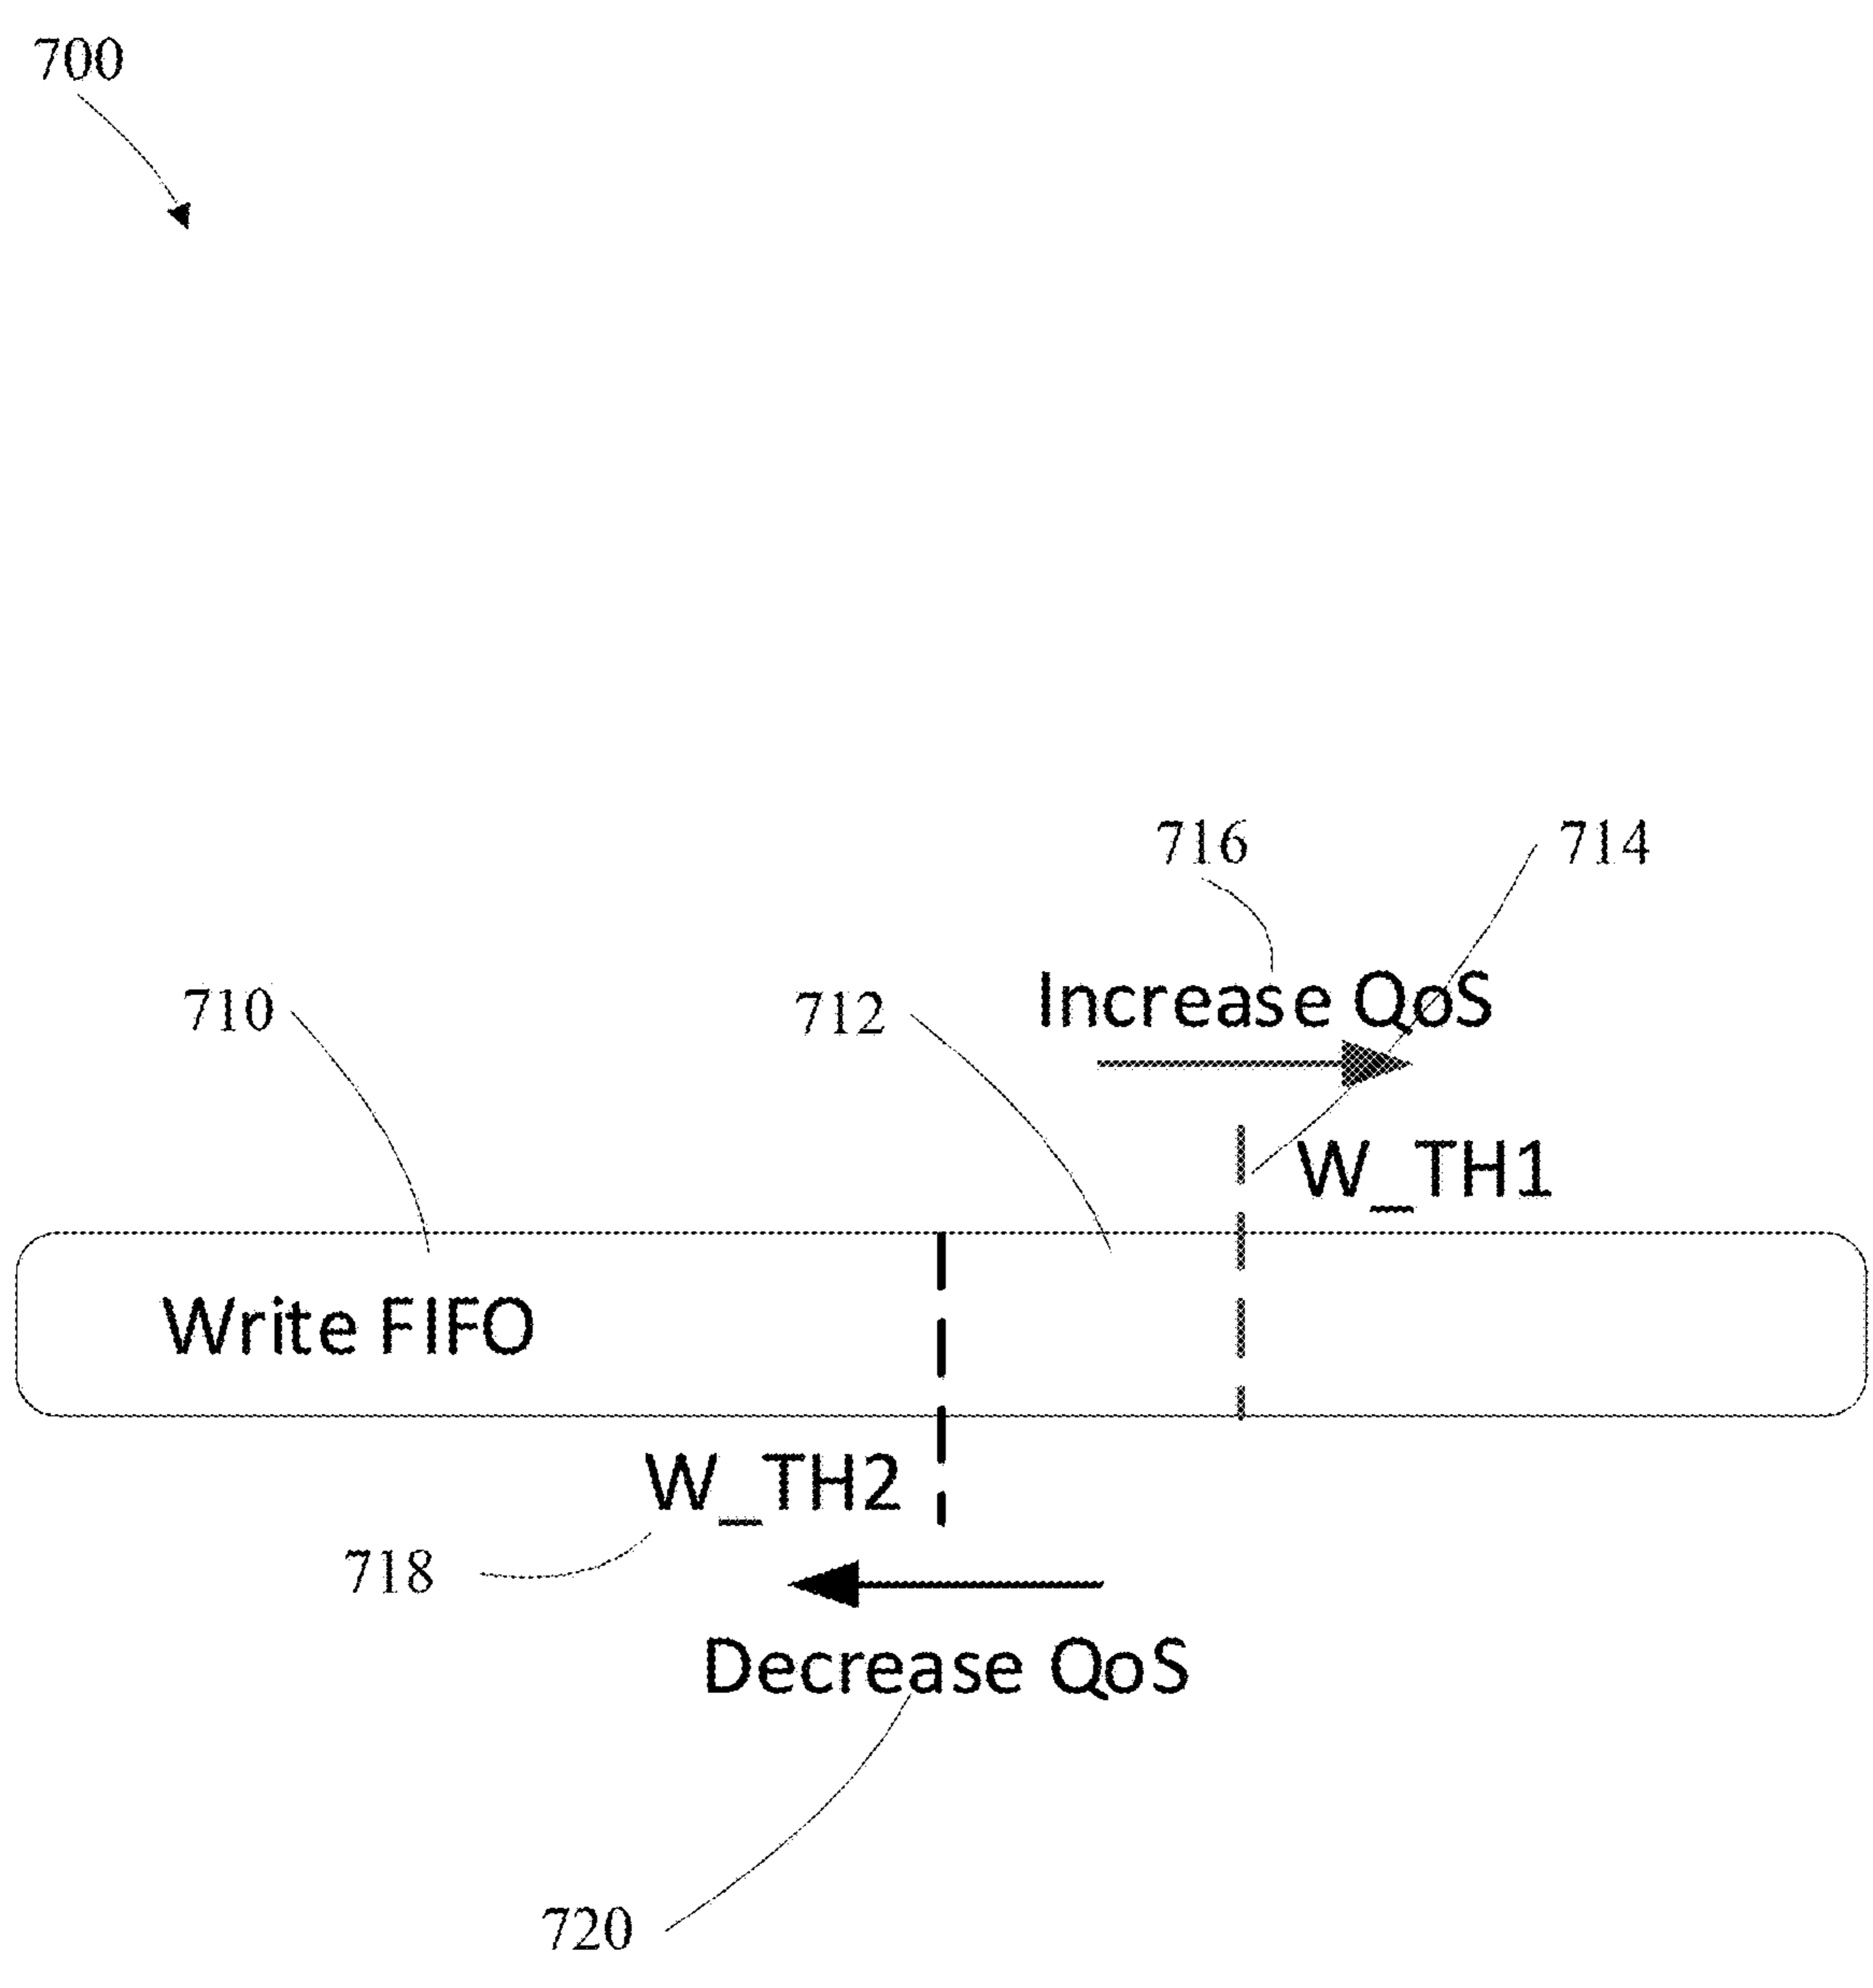 700
716
714
710
712
Increase QoS
W_TH1
Write FIFO
W_TH2
718
Decrease QoS
720